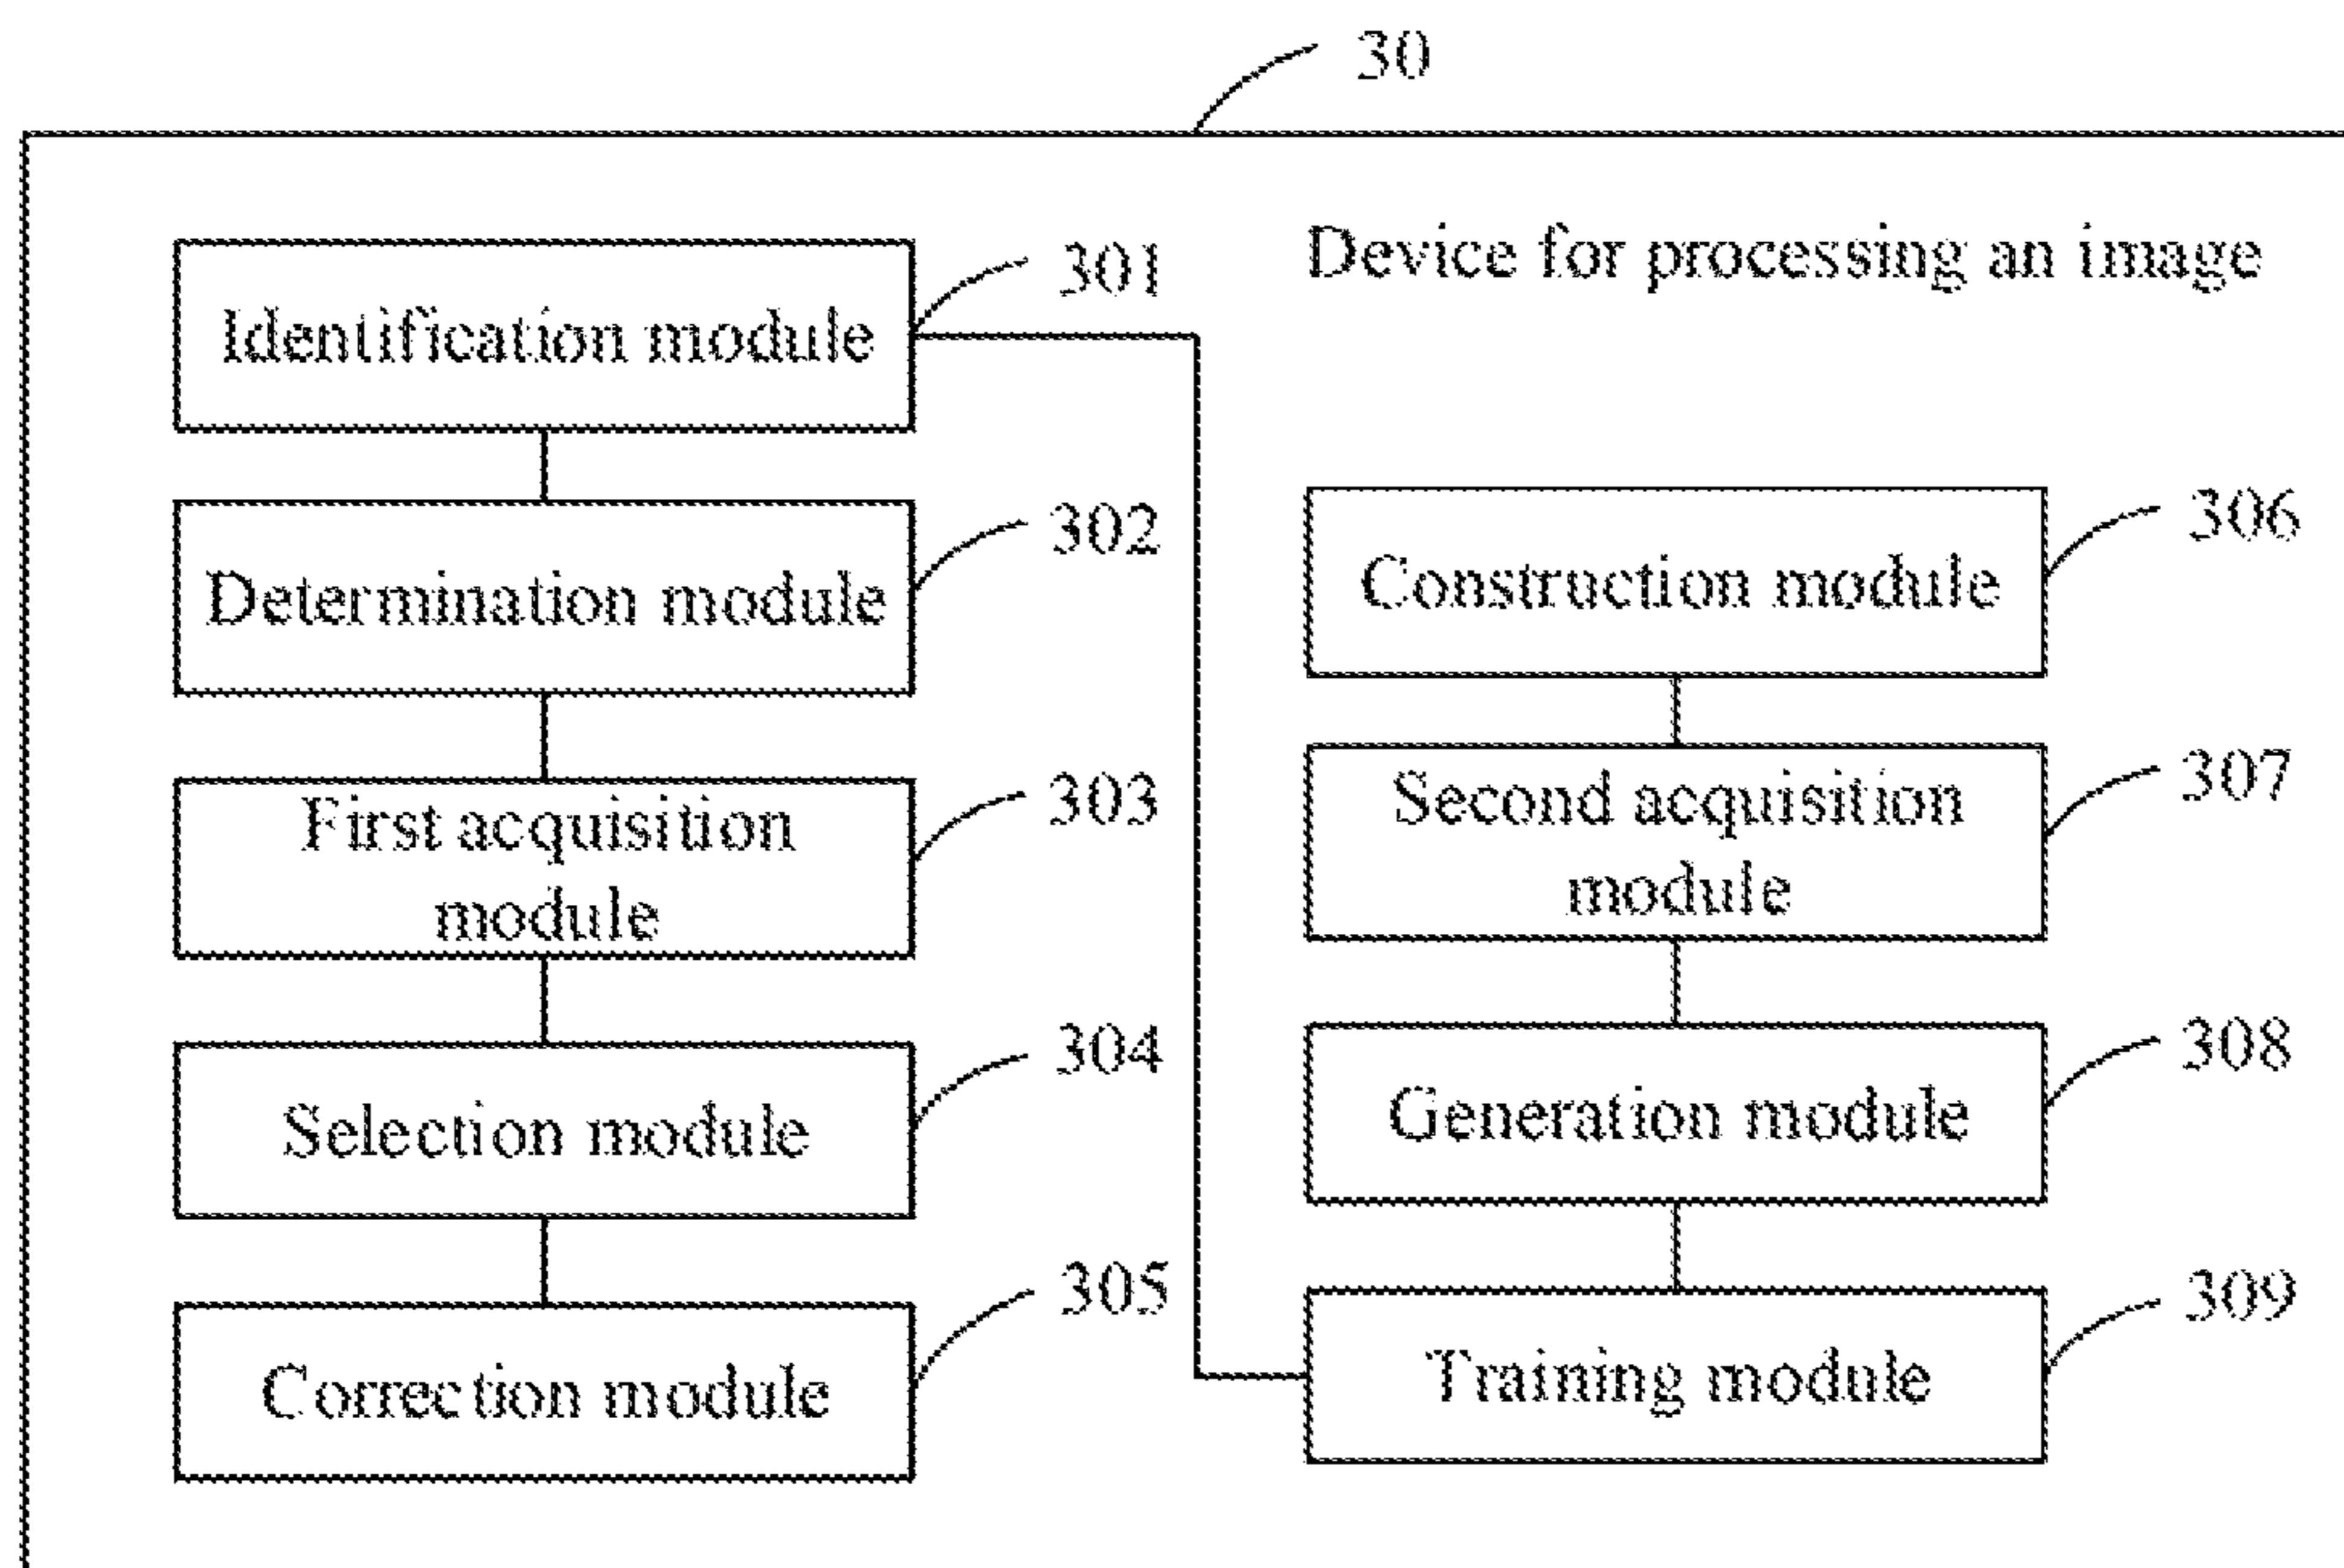 30
Device for processing an image
301
Identification module
302
Determination module
303
First acquisition
module
304
Selection module
305
Correction module
306
Construction module
307
Second acquisition
module
308
Generation module
309
Training module